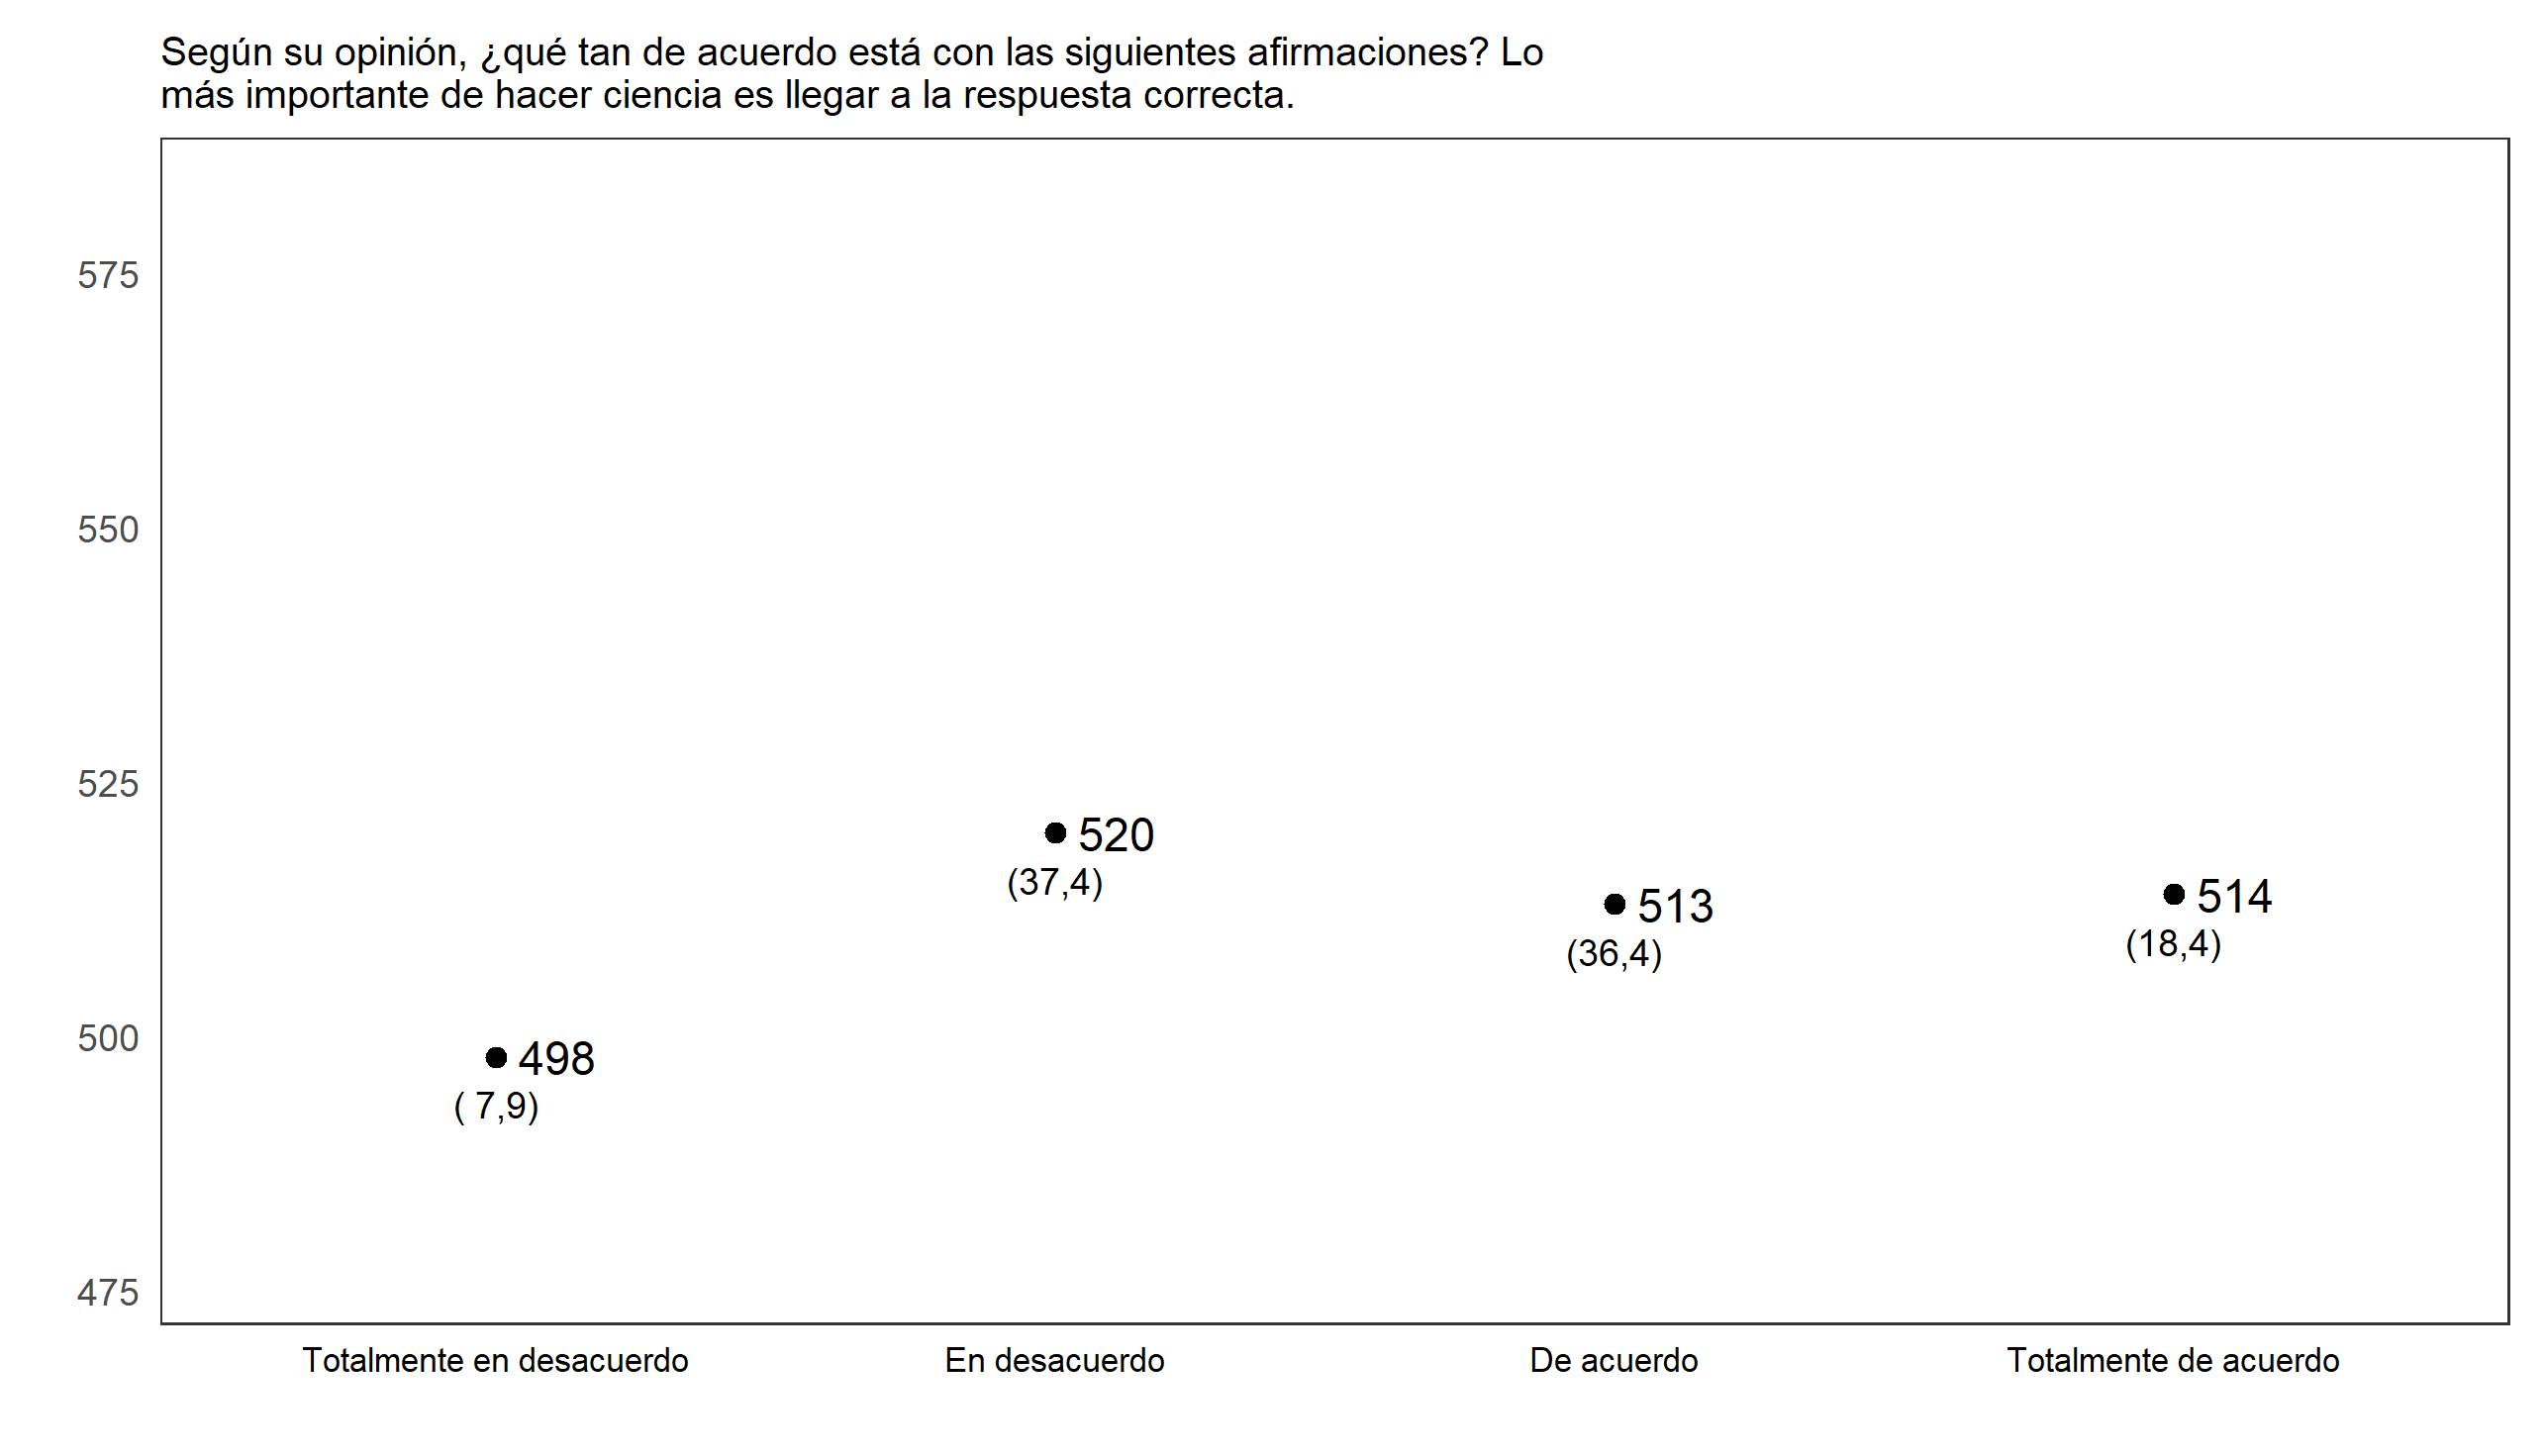 Según su opinión, ¿qué tan de acuerdo está con las siguientes afirmaciones? Lo
más importante de hacer ciencia es llegar a la respuesta correcta.
575
550
525
520
(37,4)
514
(18,4)
513
(36,4)
500
498
( 7,9)
475
Totalmente en desacuerdo
En desacuerdo
De acuerdo
Totalmente de acuerdo